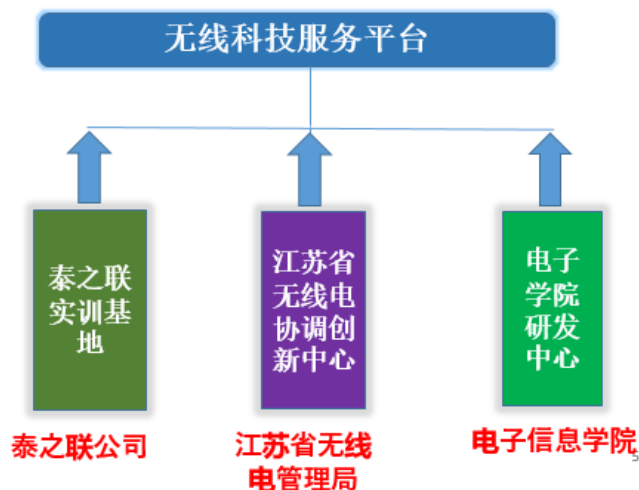 无线科技服务平台
泰之联
实训基
地
江苏省
无线电
协调创
新中心
电子
学院
研发
中心
泰之联公司
江苏省无线
电管理局
电子信息学院
5